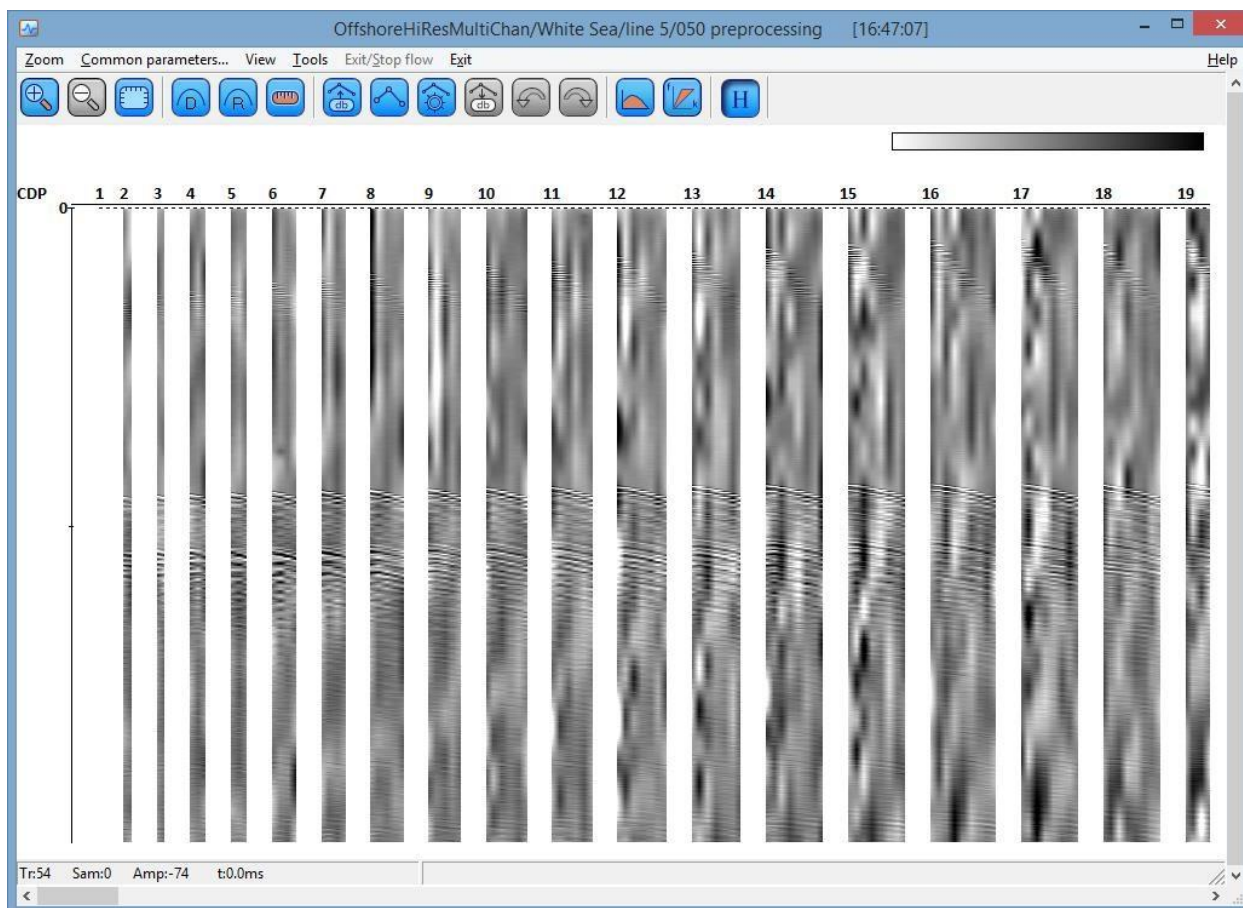 OffshoreHiResMultiChan/White Sea/line 5/050 preprocessing [16:47:07]
Zoom Common parameters... View Tools Exit/Stop flow Exit Help
D R db db f k H
CDP 1 2 3 4 5 6 7 8 9 10 11 12 13 14 15 16 17 18 19
0
Tr:54 Sam:0 Amp:-74 t:0.0ms